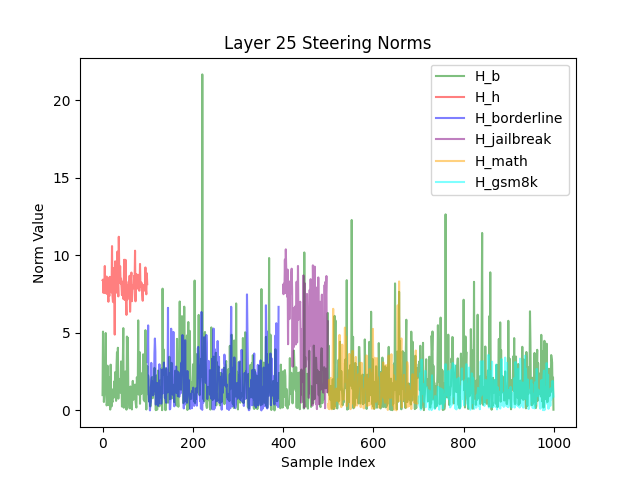 Layer 25 Steering Norms
H_b
H_h
H_borderline
H_jailbreak
H_math
H_gsm8k
Norm Value
20
15
10
5
0
0 200 400 600 800 1000
Sample Index